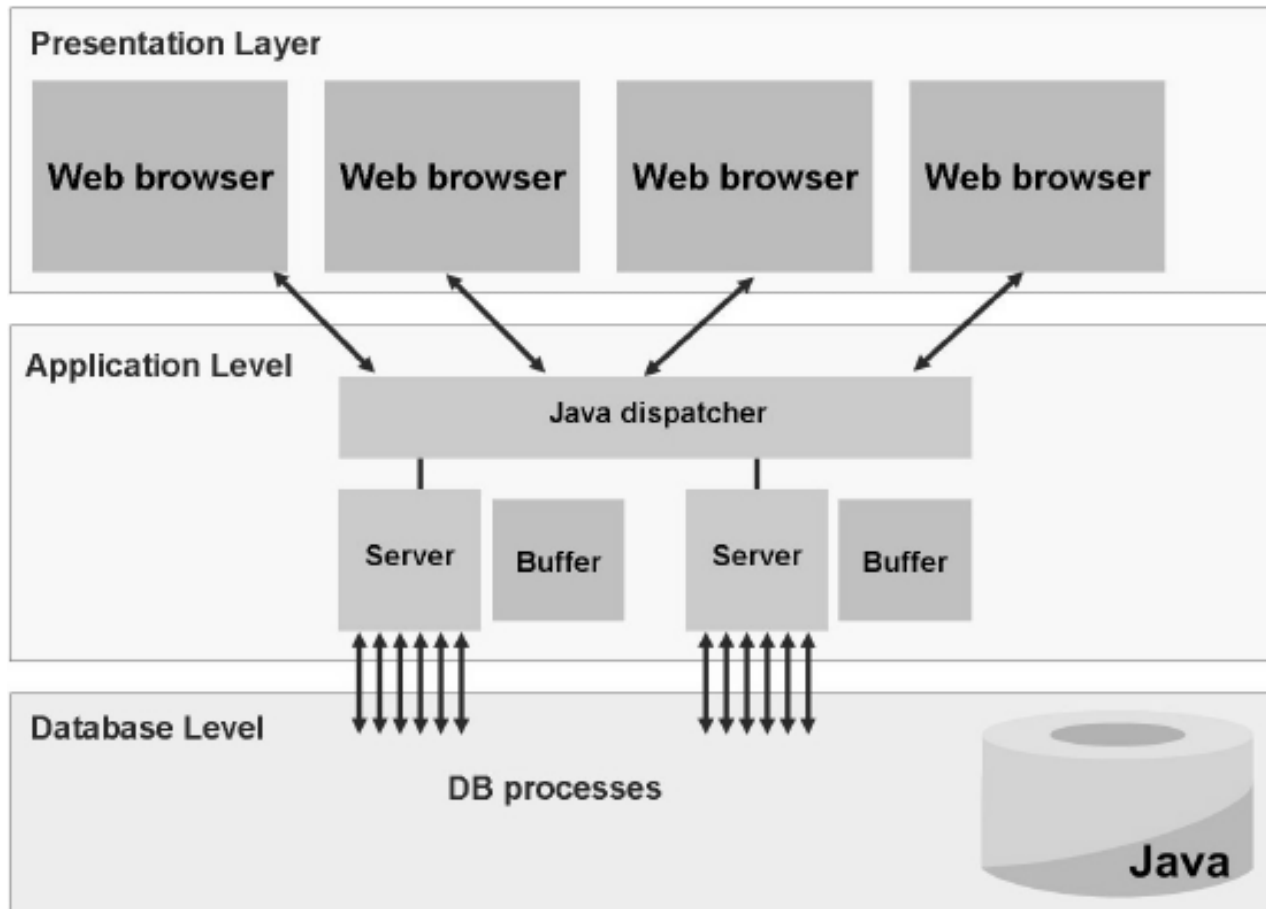 Presentation Layer
Web browser
Web browser
Web browser
Web browser
Application Level
Java dispatcher
Server
Buffer
Server
Buffer
Database Level
DB processes
Java